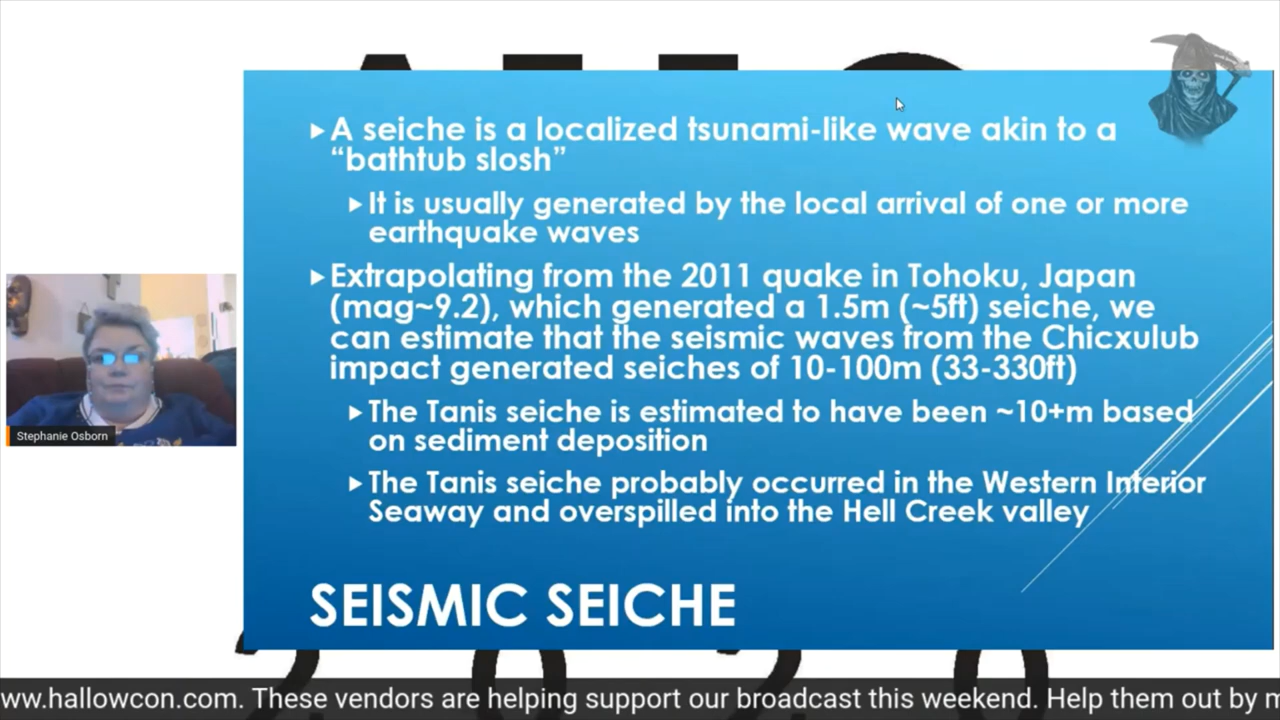 A seiche is a localized tsunami-like wave akin to a
“bathtub slosh”
It is usually generated by the local arrival of one or more
earthquake waves
Extrapolating from the 2011 quake in Tohoku, Japan
(mag~9.2), which generated a 1.5m (~5ft) seiche, we
can estimate that the seismic waves from the Chicxulub
impact generated seiches of 10-100m (33-330ft)
The Tanis seiche is estimated to have been ~10+m based
on sediment deposition
The Tanis seiche probably occurred in the Western Interior
Seaway and overspilled into the Hell Creek valley
SEISMIC SEICHE
Stephanie Osborn
ww.hallowcon.com. These vendors are helping support our broadcast this weekend. Help them out by